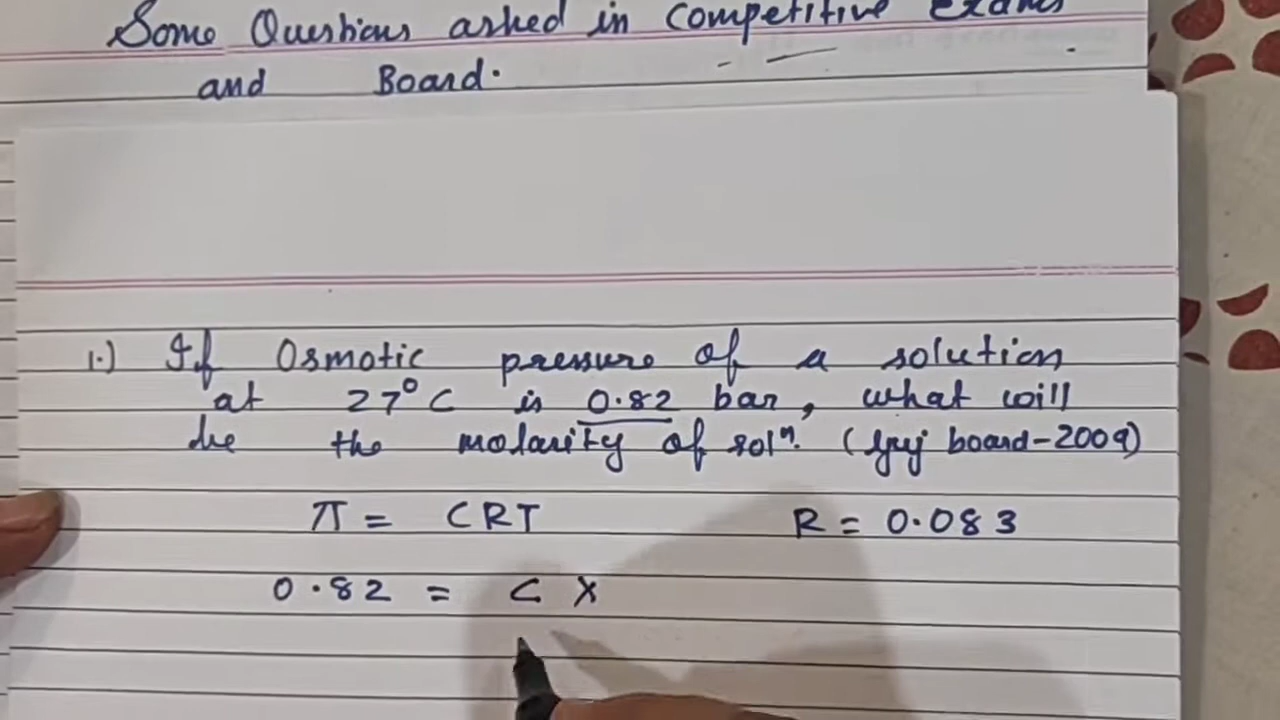 Some Questions asked in competitive Exams
and Board.
1.) If Osmotic pressure of a solution
at 27°C is 0.82 bar, what will
be the molarity of solⁿ. (Guj board-2009)
π = CRT R = 0.083
0.82 = C X